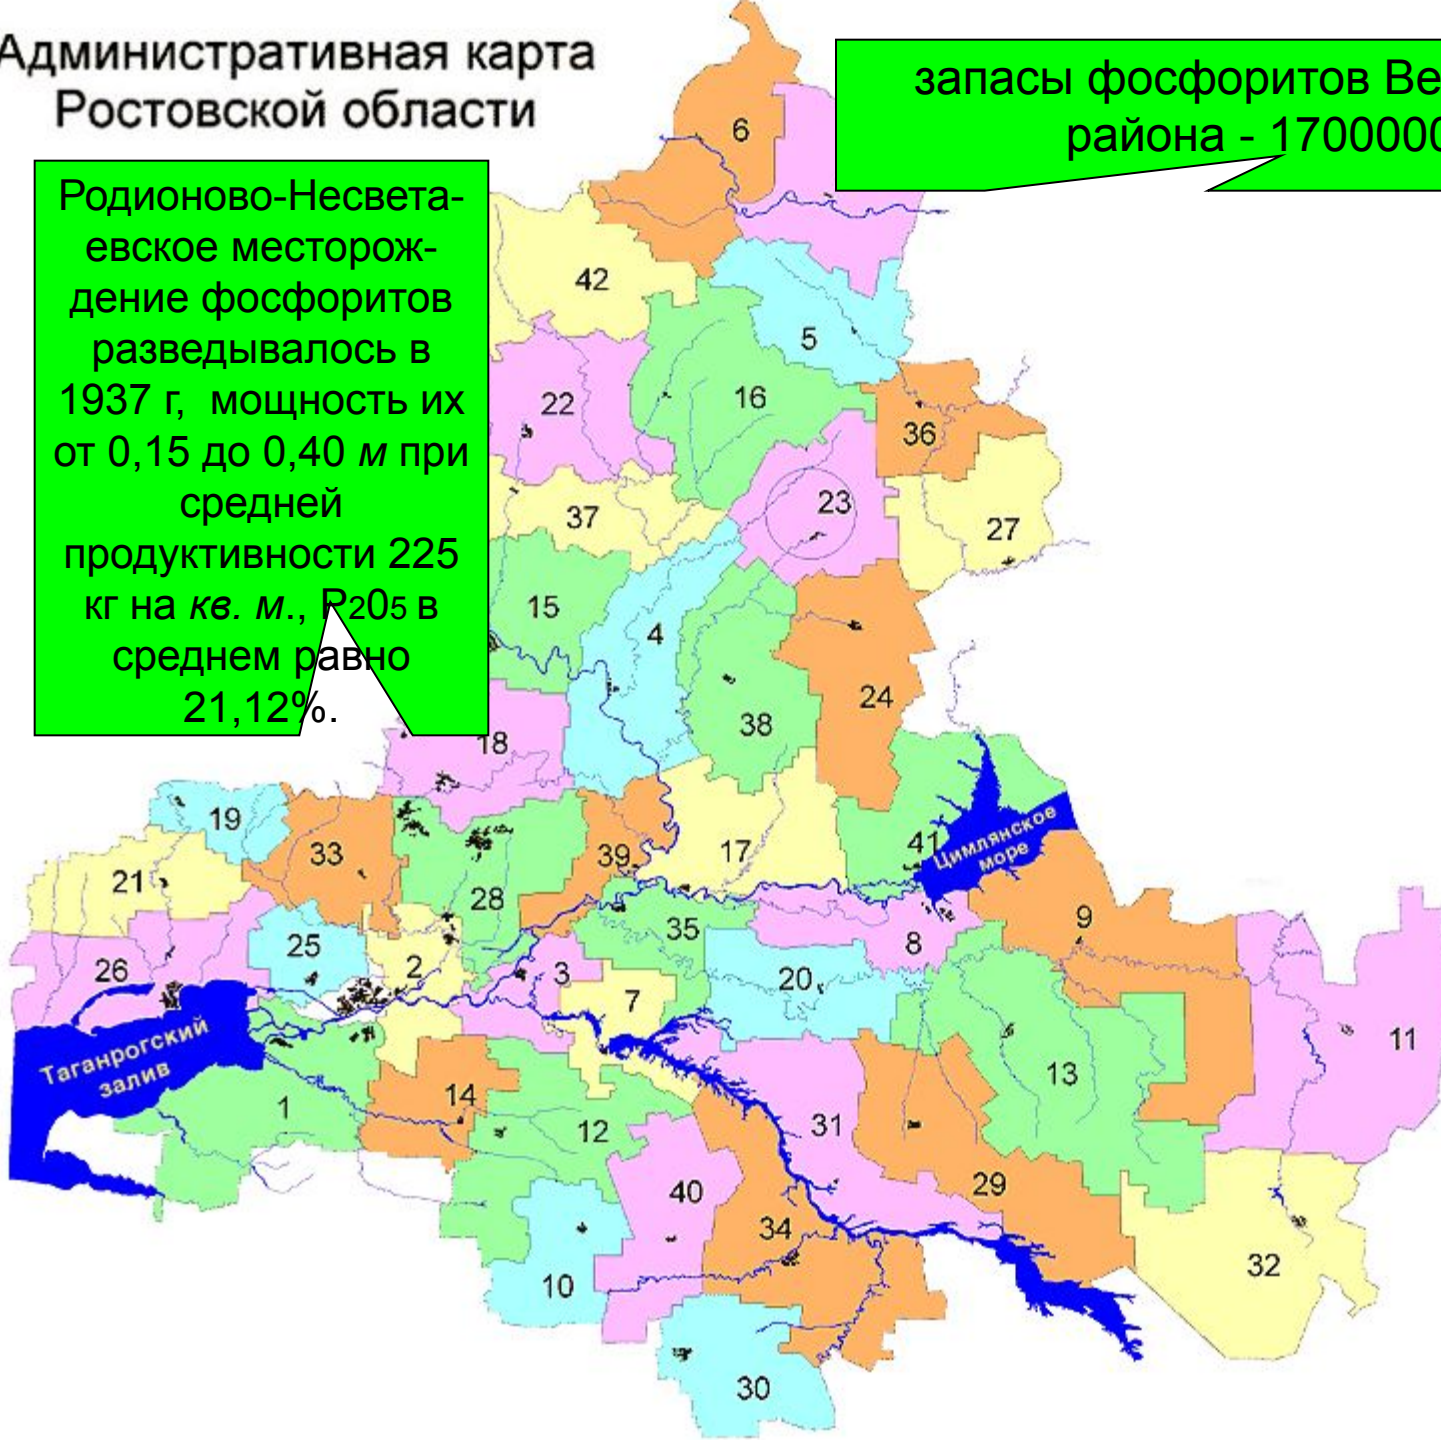 Административная карта
Ростовской области
запасы фосфоритов Ве
района - 1700000
Родионово-Несвета-
евское месторож-
дение фосфоритов
разведывалось в
1937 г, мощность их
от 0,15 до 0,40 м при
средней
продуктивности 225
кг на кв. м., P205 в
среднем равно
21,12%.
6
42
5
22
16
36
23
37
27
15
4
24
38
18
19
33
39
17
41
Цимлянское
море
21
28
35
9
25
2
3
8
26
20
7
11
Таганрогский
залив
13
1
14
12
31
40
29
34
10
32
30